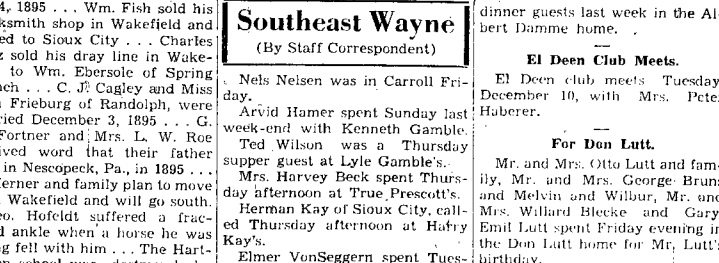 4, 1895 . . . Wm. Fish sold his
ksmith shop in Wakefield and
ed to Sioux City . . . Charles
z sold his dray line in Wake-
to Wm. Ebersole of Spring
nch . . . C. J. Cagley and Miss
Frieburg of Randolph, were
ried December 3, 1895 . . . G.
Fortner and Mrs. L. W. Roe
ived word that their father
in Nescopeck, Pa., in 1895 . . .
erner and family plan to move
Wakefield and will go south.
eo. Hofeldt suffered a frac-
d ankle when a horse he was
g fell with him . . . The Hart-
Southeast Wayne
(By Staff Correspondent)
Nels Nelsen was in Carroll Fri-
day.
Arvid Hamer spent Sunday last
week-end with Kenneth Gamble.
Ted Wilson was a Thursday
supper guest at Lyle Gamble's.
Mrs. Harvey Beck spent Thurs-
day afternoon at True Prescott's.
Herman Kay of Sioux City, call-
ed Thursday afternoon at Harry
Kay's.
Elmer VonSeggern spent Tues-
dinner guests last week in the Al-
bert Damme home.
El Deen Club Meets.
El Deen club meets Tuesday
December 10, with Mrs. Pete
Haberer.
For Don Lutt.
Mr. and Mrs. Otto Lutt and fam-
ily, Mr. and Mrs. George Brun
and Melvin and Wilbur, Mr. and
Mrs. Willard Blecke and Gary
Emil Lutt spent Friday evening in
the Don Lutt home for Mr. Lutt's
birthday.